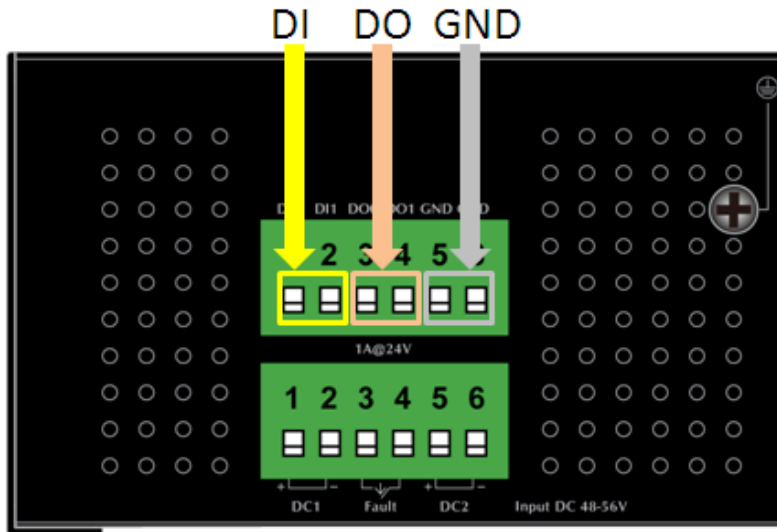 DI DO GND
DI1 GND
2 4 5
1A@24V
1 2 3 4 5 6
+ − + −
DC1 Fault DC2 Input DC 48-56V